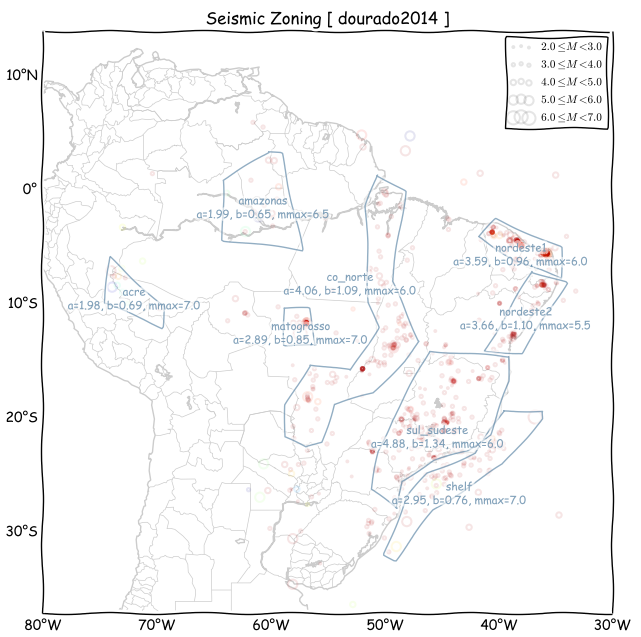 Seismic Zoning [ dourado2014 ]
2.0≤M<3.0
3.0≤M<4.0
4.0≤M<5.0
5.0≤M<6.0
6.0≤M<7.0
10°N
0°
10°S
20°S
30°S
amazonas
a=1.99, b=0.65, mmax=6.5
nordeste1
a=3.59, b=0.96, mmax=6.0
co_norte
a=4.06, b=1.09, mmax=6.0
acre
a=1.98, b=0.69, mmax=7.0
nordeste2
a=3.66, b=1.10, mmax=5.5
matogrosso
a=2.89, b=0.85, mmax=7.0
sul_sudeste
a=4.88, b=1.34, mmax=6.0
shelf
a=2.95, b=0.76, mmax=7.0
80°W 70°W 60°W 50°W 40°W 30°W